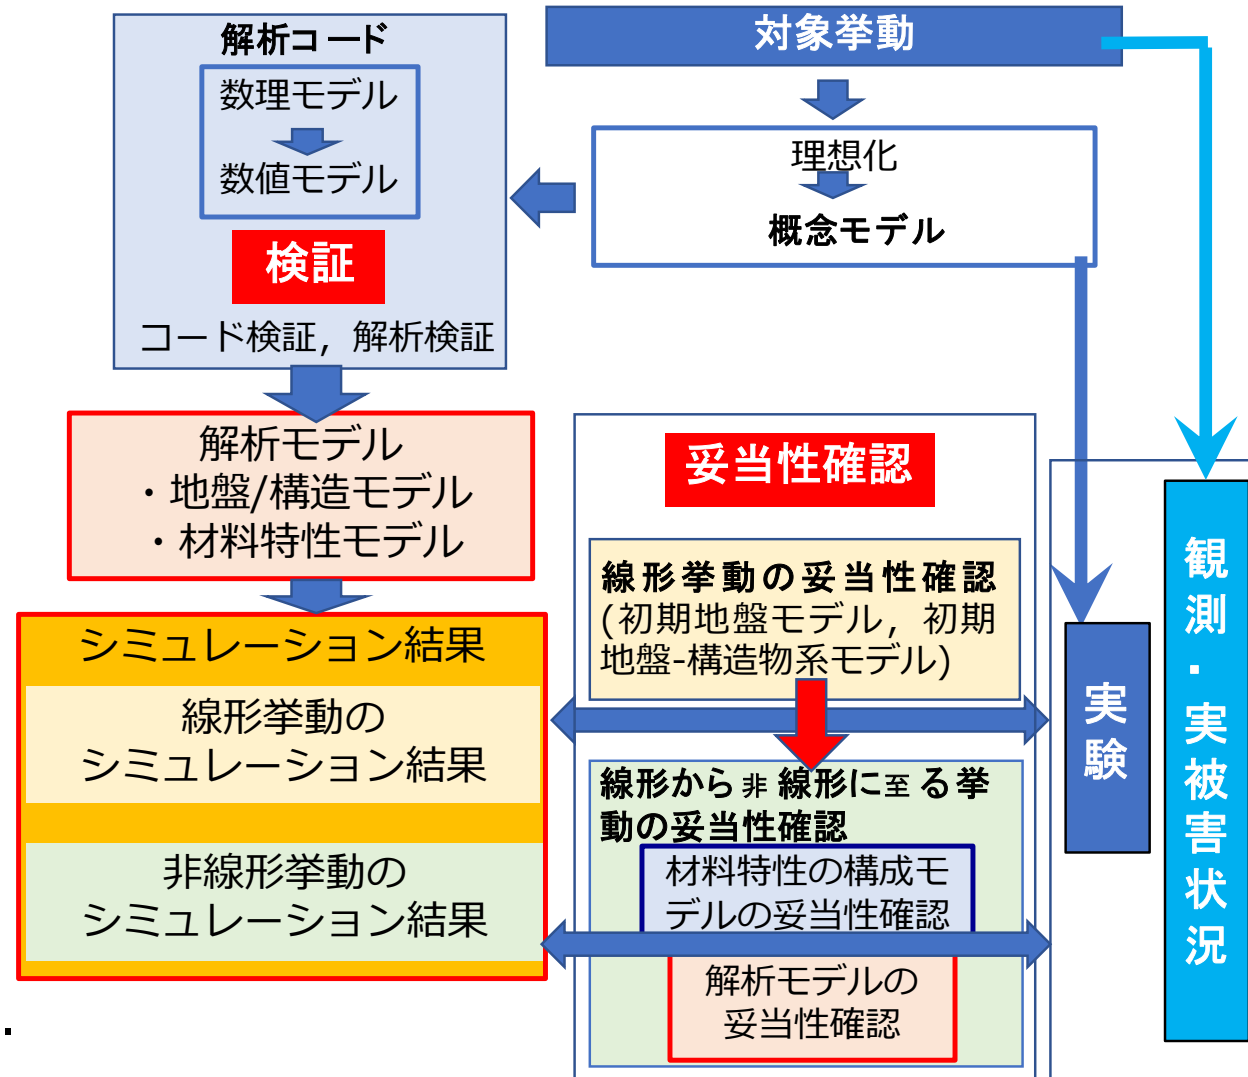 対象挙動
理想化
概念モデル
解析コード
数理モデル
数値モデル
検証
コード検証，解析検証
解析モデル
・地盤/構造モデル
・材料特性モデル
シミュレーション結果
線形挙動の
シミュレーション結果
非線形挙動の
シミュレーション結果
妥当性確認
線形挙動の妥当性確認
(初期地盤モデル，初期
地盤-構造物系モデル)
線形から非線形に至る挙
動の妥当性確認
材料特性の構成モ
デルの妥当性確認
解析モデルの
妥当性確認
実験
観測・実被害状況
.